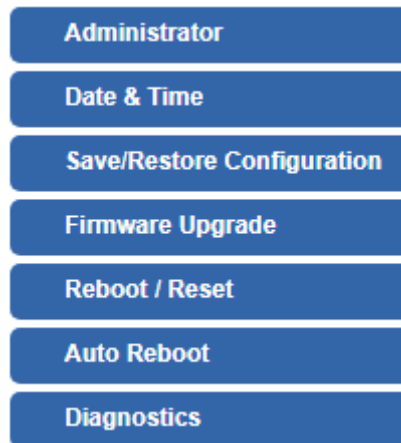 Administrator
Date & Time
Save/Restore Configuration
Firmware Upgrade
Reboot / Reset
Auto Reboot
Diagnostics